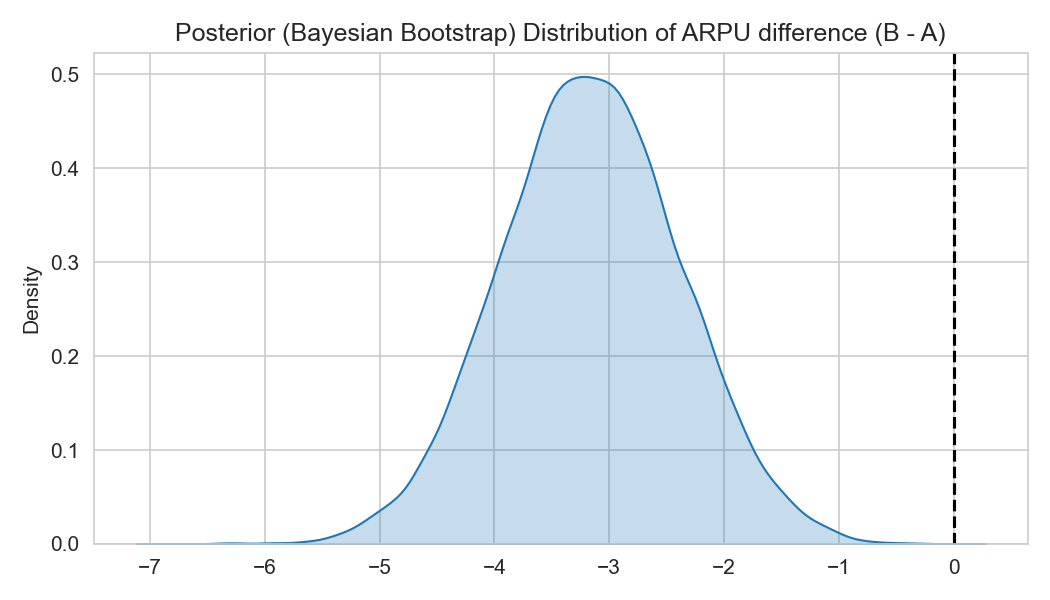 Posterior (Bayesian Bootstrap) Distribution of ARPU difference (B - A)
0.5
0.4
0.3
0.2
0.1
0.0
Density
−7 −6 −5 −4 −3 −2 −1 0